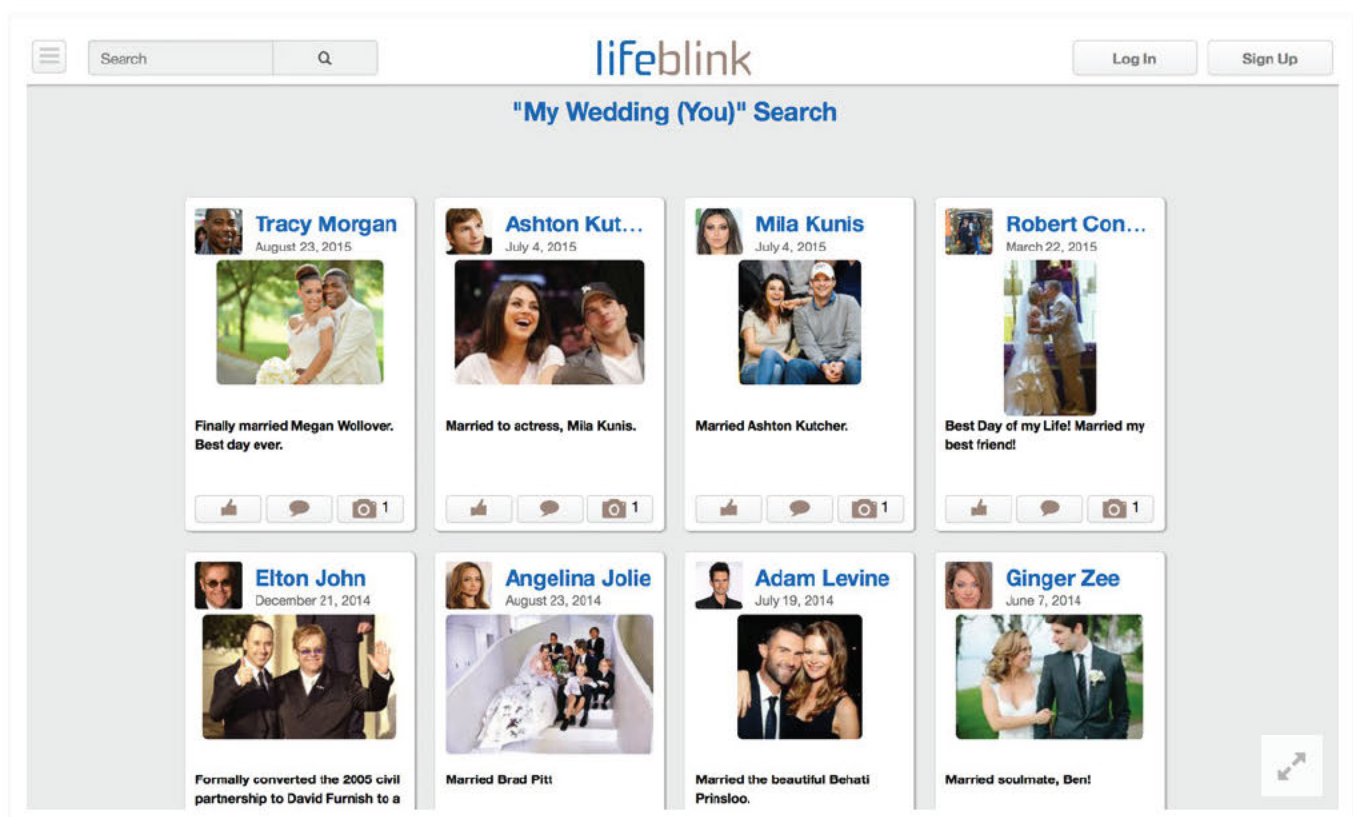 Search
lifeblink
Log In
Sign Up
"My Wedding (You)" Search
Tracy Morgan
August 23, 2015
Finally married Megan Wollover.
Best day ever.
1
Ashton Kut...
July 4, 2015
Married to actress, Mila Kunis.
1
Mila Kunis
July 4, 2015
Married Ashton Kutcher.
1
Robert Con...
March 22, 2015
Best Day of my Life! Married my
best friend!
1
Elton John
December 21, 2014
Formally converted the 2005 civil
partnership to David Furnish to a
Angelina Jolie
August 23, 2014
Married Brad Pitt
Adam Levine
July 19, 2014
Married the beautiful Behati
Prinsloo.
Ginger Zee
June 7, 2014
Married soulmate, Ben!